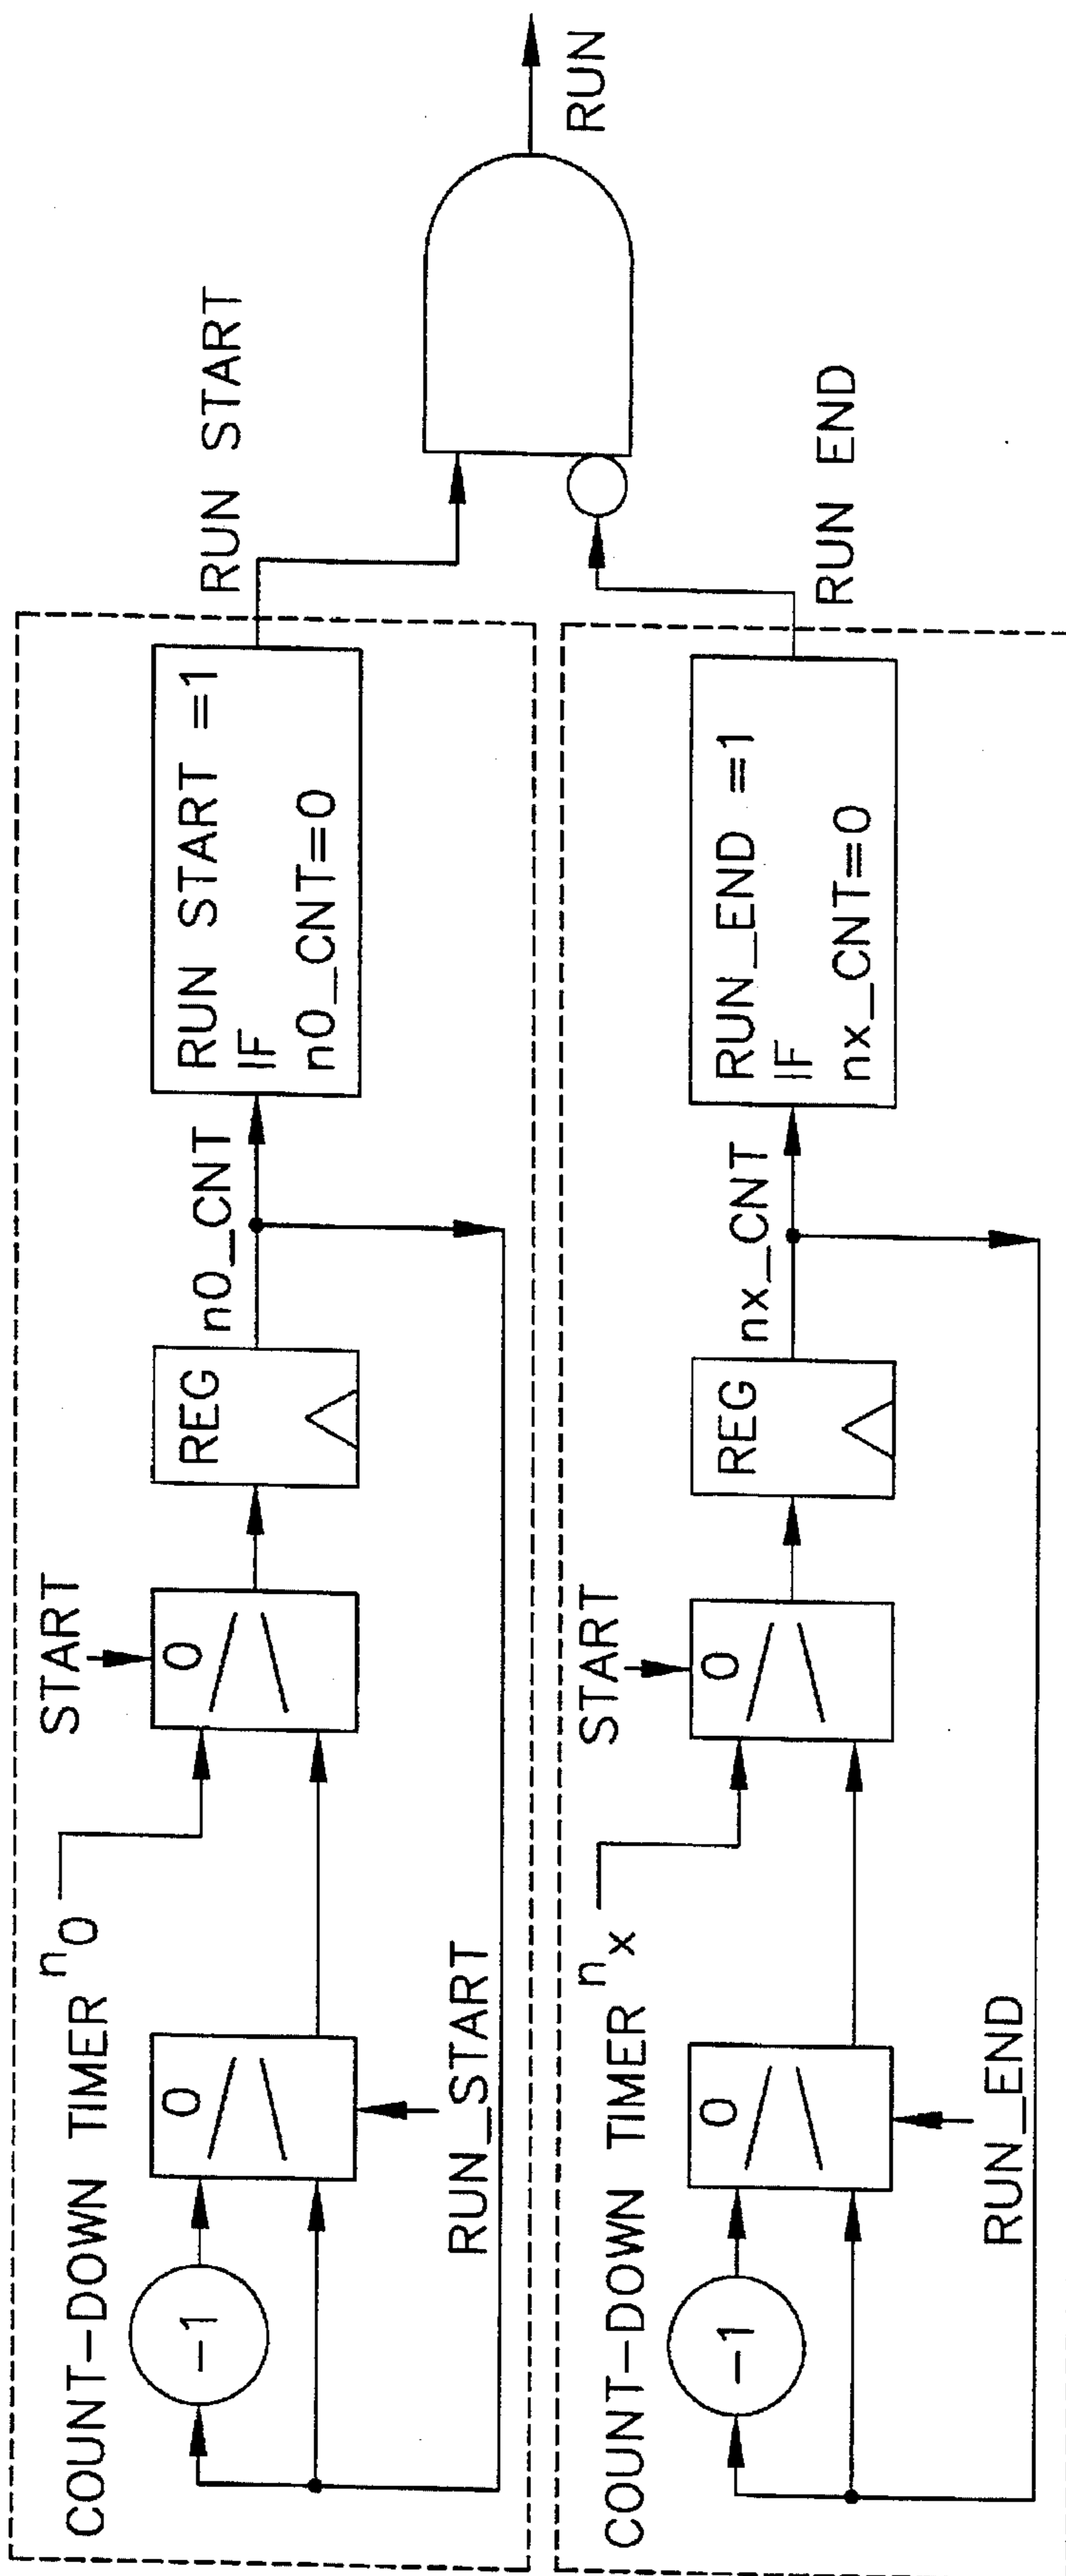 COUNT-DOWN TIMER
n0
START
-1
0
0
REG
n0_CNT
RUN START =1
IF
n0_CNT=0
RUN START
RUN_START
RUN
COUNT-DOWN TIMER
nx
START
-1
0
0
REG
nx_CNT
RUN_END =1
IF
nx_CNT=0
RUN END
RUN_END